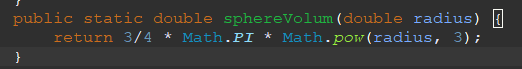 public static double sphereVolum(double radius) {
return 3/4 * Math.PI * Math.pow(radius, 3);
}